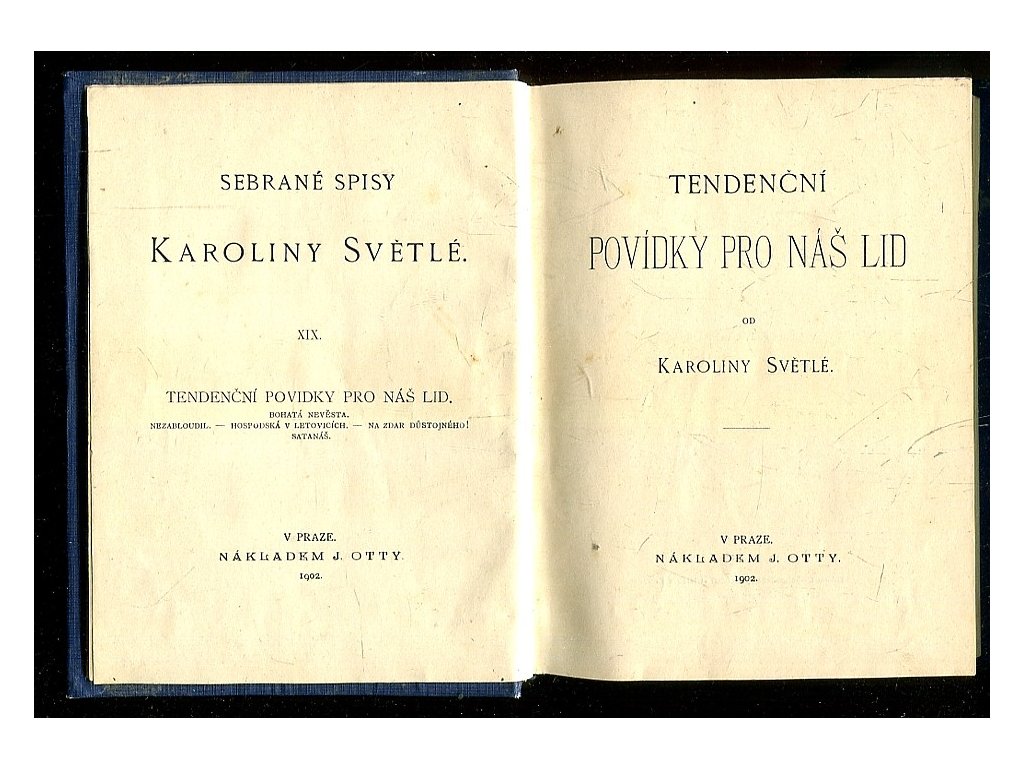 SEBRANÉ SPISY
KAROLINY SVĚTLÉ.
XIX.
TENDENČNÍ POVIDKY PRO NÁŠ LID.
BOHATÁ NEVĚSTA.
NEZABLOUDIL. — HOSPODSKÁ V LETOVICÍCH. — NA ZDAR DŮSTOJNÉHO!
SATANÁŠ.
V PRAZE.
NÁKLADEM J. OTTY.
1902.
TENDENČNÍ
POVÍDKY PRO NÁŠ LID
OD
KAROLINY SVĚTLÉ.
V PRAZE.
NÁKLADEM J. OTTY.
1902.